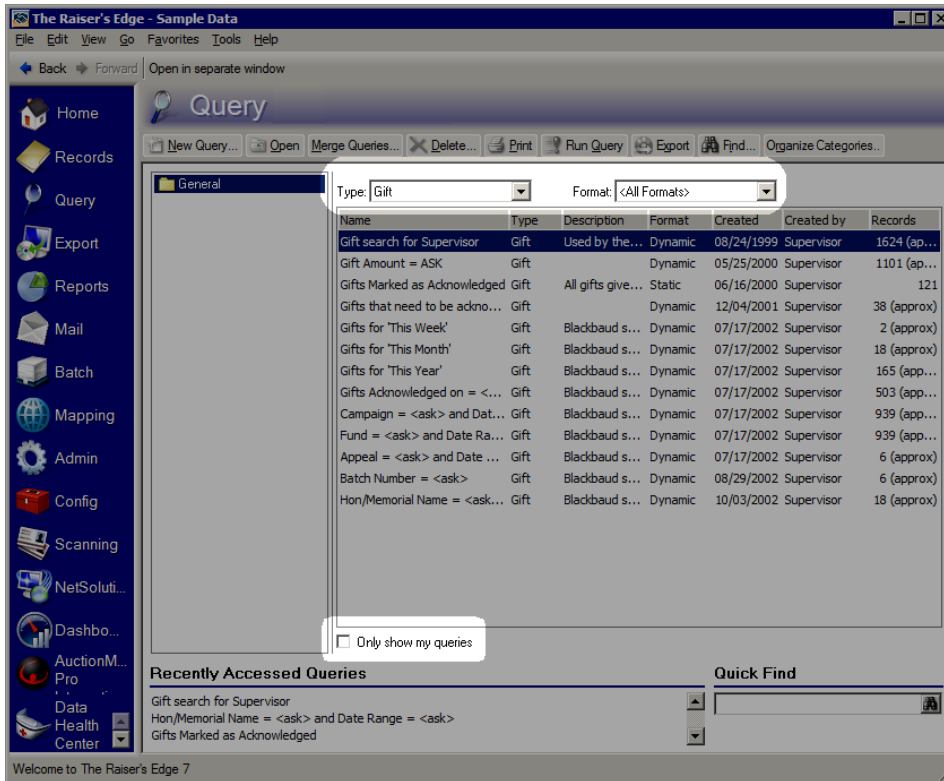 The Raiser's Edge - Sample Data
File Edit View Go Favorites Tools Help
Back Forward Open in separate window
Query
New Query... Open Merge Queries... Delete... Print Run Query Export Find... Organize Categories..
Home
Records
Query
Export
Reports
Mail
Batch
Mapping
Admin
Config
Scanning
NetSoluti...
Dashbo...
AuctionM...
Pro
Data
Health
Center
General
Type: Gift Format: <All Formats>
Name Type Description Format Created Created by Records
Gift search for Supervisor Gift Used by the... Dynamic 08/24/1999 Supervisor 1624 (ap...
Gift Amount = ASK Gift Dynamic 05/25/2000 Supervisor 1101 (ap...
Gifts Marked as Acknowledged Gift All gifts give... Static 06/16/2000 Supervisor 121
Gifts that need to be ackno... Gift Dynamic 12/04/2001 Supervisor 38 (approx)
Gifts for 'This Week' Gift Blackbaud s... Dynamic 07/17/2002 Supervisor 2 (approx)
Gifts for 'This Month' Gift Blackbaud s... Dynamic 07/17/2002 Supervisor 18 (approx)
Gifts for 'This Year' Gift Blackbaud s... Dynamic 07/17/2002 Supervisor 165 (app...
Gifts Acknowledged on = <... Gift Blackbaud s... Dynamic 07/17/2002 Supervisor 503 (app...
Campaign = <ask> and Dat... Gift Blackbaud s... Dynamic 07/17/2002 Supervisor 939 (app...
Fund = <ask> and Date Ra... Gift Blackbaud s... Dynamic 07/17/2002 Supervisor 939 (app...
Appeal = <ask> and Date ... Gift Blackbaud s... Dynamic 07/17/2002 Supervisor 6 (approx)
Batch Number = <ask> Gift Blackbaud s... Dynamic 08/29/2002 Supervisor 6 (approx)
Hon/Memorial Name = <ask... Gift Blackbaud s... Dynamic 10/03/2002 Supervisor 18 (approx)
Only show my queries
Recently Accessed Queries
Gift search for Supervisor
Hon/Memorial Name = <ask> and Date Range = <ask>
Gifts Marked as Acknowledged
Quick Find
Welcome to The Raiser's Edge 7